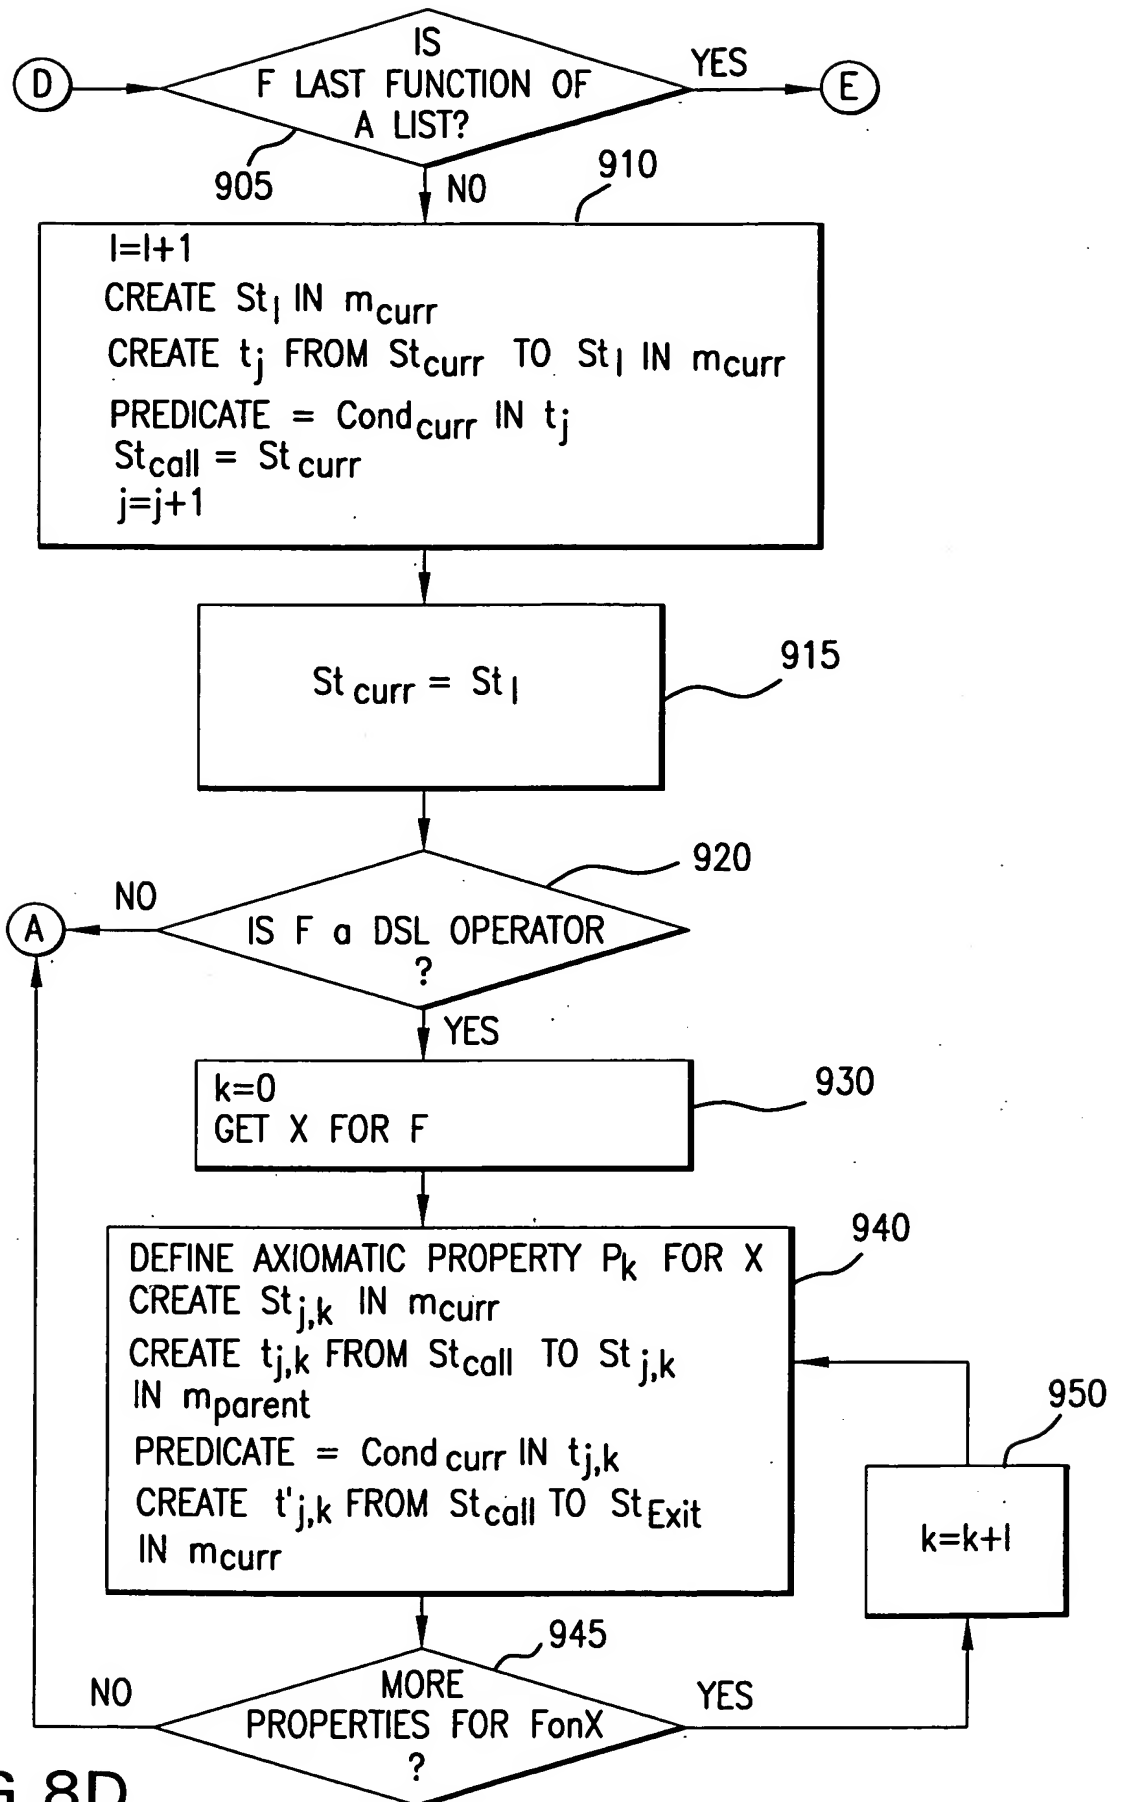 IS
D
F LAST FUNCTION OF
A LIST?
YES
E
905
NO
910
l=l+1
CREATE St_l IN m_curr
CREATE t_j FROM St_curr TO St_l IN m_curr
PREDICATE = Cond_curr IN t_j
St_call = St_curr
j=j+1
St_curr = St_l
915
920
NO
A
IS F a DSL OPERATOR
?
YES
k=0
GET X FOR F
930
940
DEFINE AXIOMATIC PROPERTY P_k FOR X
CREATE St_j,k IN m_curr
CREATE t_j,k FROM St_call TO St_j,k
IN m_parent
PREDICATE = Cond_curr IN t_j,k
CREATE t'_j,k FROM St_call TO St_Exit
IN m_curr
950
k=k+l
945
NO
MORE
PROPERTIES FOR FonX
?
YES
8D